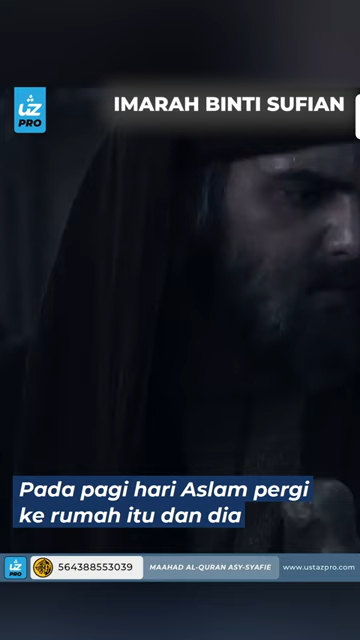 UZ
PRO
IMARAH BINTI SUFIAN
Pada pagi hari Aslam pergi
ke rumah itu dan dia
UZ
PRO
564388553039
MAAHAD AL-QURAN ASY-SYAFIE
www.ustazpro.com